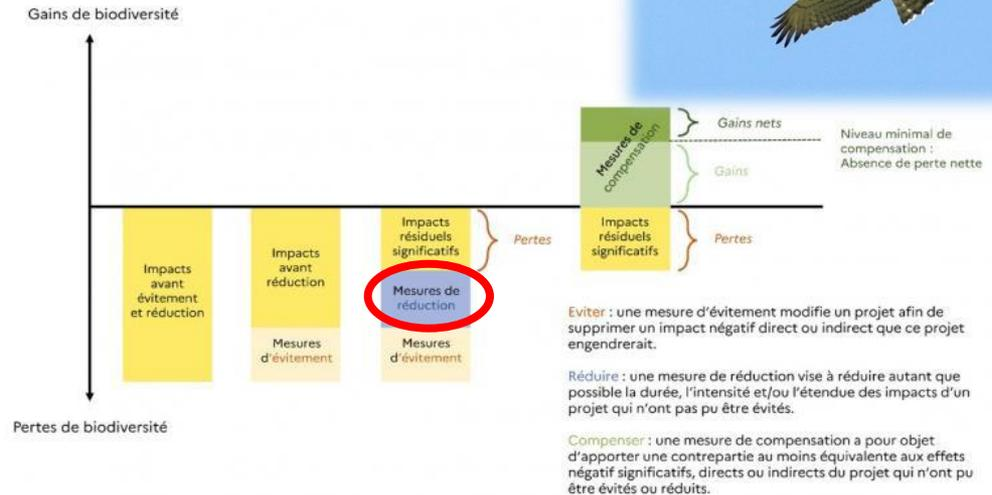 Gains de biodiversité
Mesures de
compensation
Gains nets
Niveau minimal de
compensation :
Absence de perte nette
Gains
Impacts
avant
évitement
et réduction
Impacts
avant
réduction
Mesures
d'évitement
Impacts
résiduels
significatifs
Pertes
Mesures de
réduction
Mesures
d'évitement
Impacts
résiduels
significatifs
Pertes
Pertes de biodiversité
Eviter : une mesure d'évitement modifie un projet afin de
supprimer un impact négatif direct ou indirect que ce projet
engendrerait.
Réduire : une mesure de réduction vise à réduire autant que
possible la durée, l'intensité et/ou l'étendue des impacts d'un
projet qui n'ont pas pu être évités.
Compenser : une mesure de compensation a pour objet
d'apporter une contrepartie au moins équivalente aux effets
négatif significatifs, directs ou indirects du projet qui n'ont pu
être évités ou réduits.